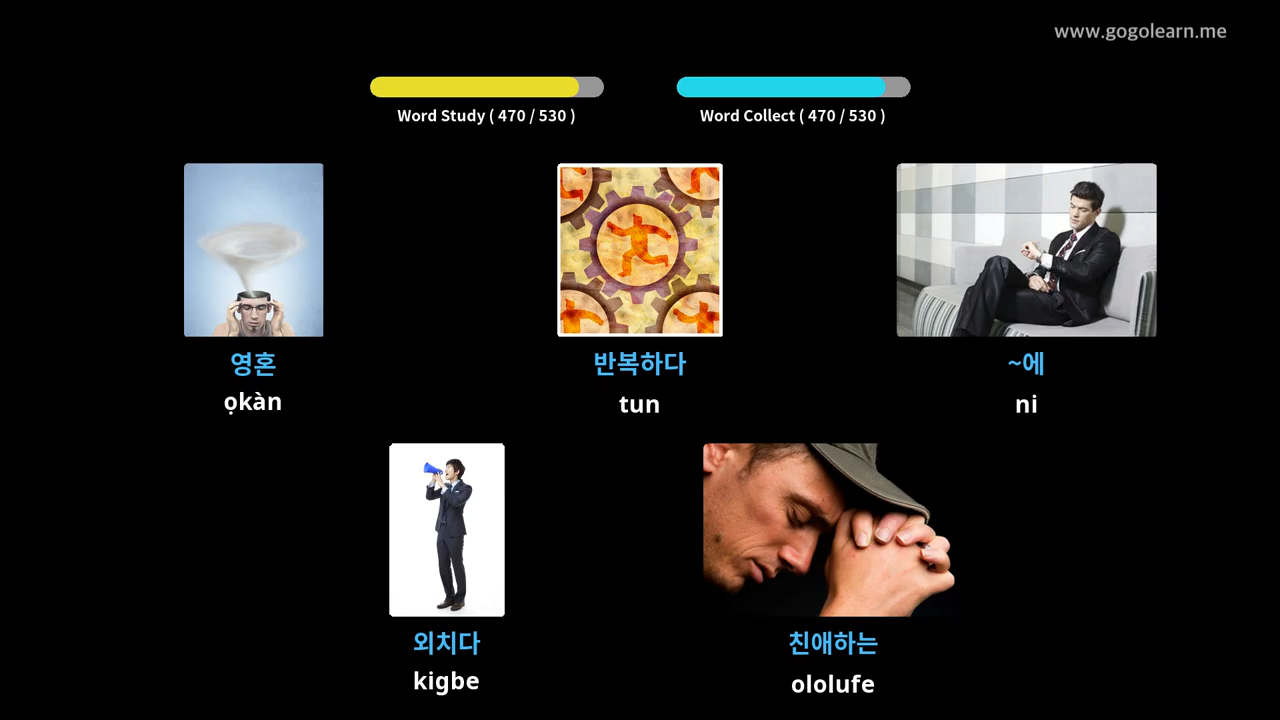 www.gogolearn.me
Word Study ( 470 / 530 )
Word Collect ( 470 / 530 )
영혼
ọkàn
반복하다
tun
~에
ni
외치다
kigbe
친애하는
ololufe